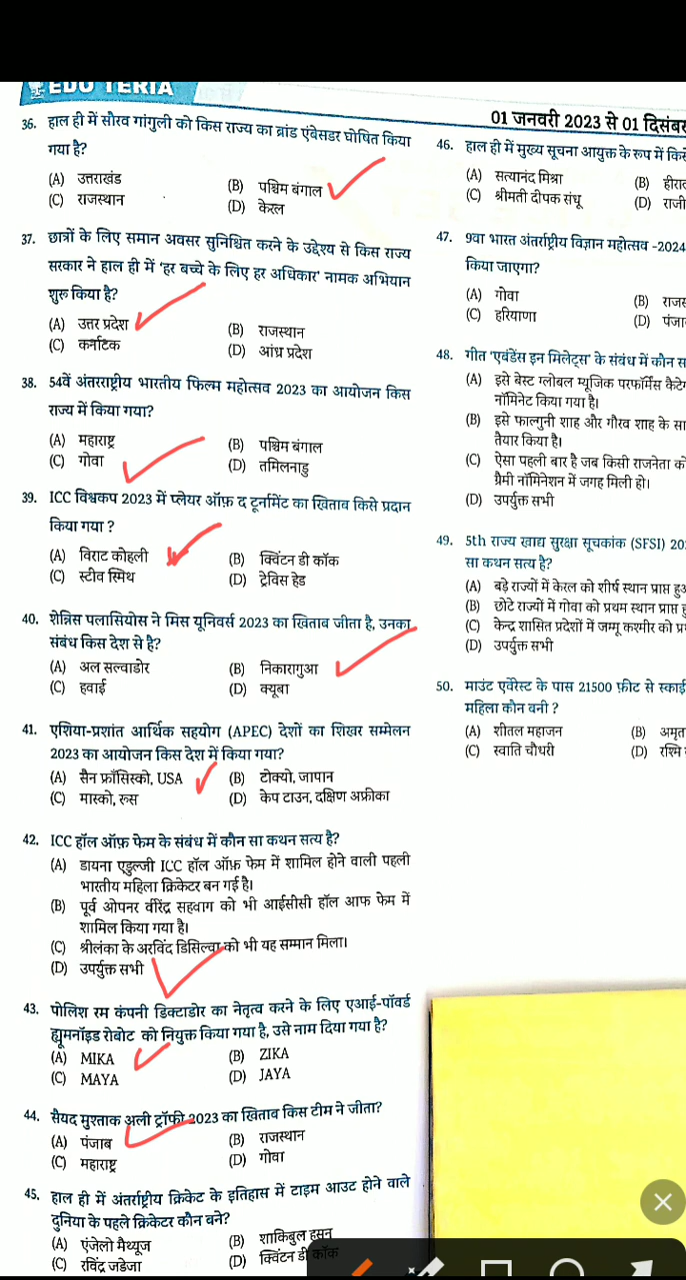 EDU TERIA
36. हाल ही में सौरव गांगुली को किस राज्य का ब्रांड एंबेसडर घोषित किया
गया है?
(A) उत्तराखंड (B) पश्चिम बंगाल
(C) राजस्थान (D) केरल
37. छात्रों के लिए समान अवसर सुनिश्चित करने के उद्देश्य से किस राज्य
सरकार ने हाल ही में 'हर बच्चे के लिए हर अधिकार' नामक अभियान
शुरू किया है?
(A) उत्तर प्रदेश (B) राजस्थान
(C) कर्नाटक (D) आंध्र प्रदेश
38. 54वें अंतरराष्ट्रीय भारतीय फिल्म महोत्सव 2023 का आयोजन किस
राज्य में किया गया?
(A) महाराष्ट्र (B) पश्चिम बंगाल
(C) गोवा (D) तमिलनाडु
39. ICC विश्वकप 2023 में प्लेयर ऑफ़ द टूर्नामेंट का खिताब किसे प्रदान
किया गया ?
(A) विराट कोहली (B) क्विंटन डी कॉक
(C) स्टीव स्मिथ (D) ट्रेविस हेड
40. शेन्निस पलासियोस ने मिस यूनिवर्स 2023 का खिताब जीता है, उनका
संबंध किस देश से है?
(A) अल सल्वाडोर (B) निकारागुआ
(C) हवाई (D) क्यूबा
41. एशिया-प्रशांत आर्थिक सहयोग (APEC) देशों का शिखर सम्मेलन
2023 का आयोजन किस देश में किया गया?
(A) सैन फ्राँसिस्को, USA (B) टोक्यो, जापान
(C) मास्को, रूस (D) केप टाउन, दक्षिण अफ्रीका
42. ICC हॉल ऑफ़ फेम के संबंध में कौन सा कथन सत्य है?
(A) डायना एडुल्जी ICC हॉल ऑफ़ फेम में शामिल होने वाली पहली
भारतीय महिला क्रिकेटर बन गई है।
(B) पूर्व ओपनर वीरेंद्र सहवाग को भी आईसीसी हॉल आफ फेम में
शामिल किया गया है।
(C) श्रीलंका के अरविंद डिसिल्वा को भी यह सम्मान मिला।
(D) उपर्युक्त सभी
43. पोलिश रम कंपनी डिक्टाडोर का नेतृत्व करने के लिए एआई-पॉवर्ड
ह्यूमनॉइड रोबोट को नियुक्त किया गया है, उसे नाम दिया गया है?
(A) MIKA (B) ZIKA
(C) MAYA (D) JAYA
44. सैयद मुश्ताक अली ट्रॉफी 2023 का खिताब किस टीम ने जीता?
(A) पंजाब (B) राजस्थान
(C) महाराष्ट्र (D) गोवा
45. हाल ही में अंतर्राष्ट्रीय क्रिकेट के इतिहास में टाइम आउट होने वाले
दुनिया के पहले क्रिकेटर कौन बने?
(A) एंजेलो मैथ्यूज (B) शाकिबुल हसन
(C) रविंद्र जडेजा (D) क्विंटन डी कॉक
01 जनवरी 2023 से 01 दिसंबर
46. हाल ही में मुख्य सूचना आयुक्त के रूप में
(A) सत्यानंद मिश्रा (B)
(C) श्रीमती दीपक संधू (D)
47. 9वा भारत अंतर्राष्ट्रीय विज्ञान महोत्सव -2024
किया जाएगा?
(A) गोवा (B)
(C) हरियाणा (D)
48. गीत 'एबंडेंस इन मिलेट्स' के संबंध में कौन
(A) इसे बेस्ट ग्लोबल म्यूजिक परफॉर्मेंस
नॉमिनेट किया गया है।
(B) इसे फाल्गुनी शाह और गौरव शाह के
तैयार किया है।
(C) ऐसा पहली बार है जब किसी राजनेता
ग्रैमी नॉमिनेशन में जगह मिली हो।
(D) उपर्युक्त सभी
49. 5th राज्य खाद्य सुरक्षा सूचकांक (SFSI) 20
सा कथन सत्य है?
(A) बड़े राज्यों में केरल को शीर्ष स्थान प्राप्त
(B) छोटे राज्यों में गोवा को प्रथम स्थान प्राप्त
(C) केन्द्र शासित प्रदेशों में जम्मू कश्मीर को
(D) उपर्युक्त सभी
50. माउंट एवरेस्ट के पास 21500 फ़ीट से स्काई
महिला कौन बनी ?
(A) शीतल महाजन (B)
(C) स्वाति चौधरी (D) रश्मि